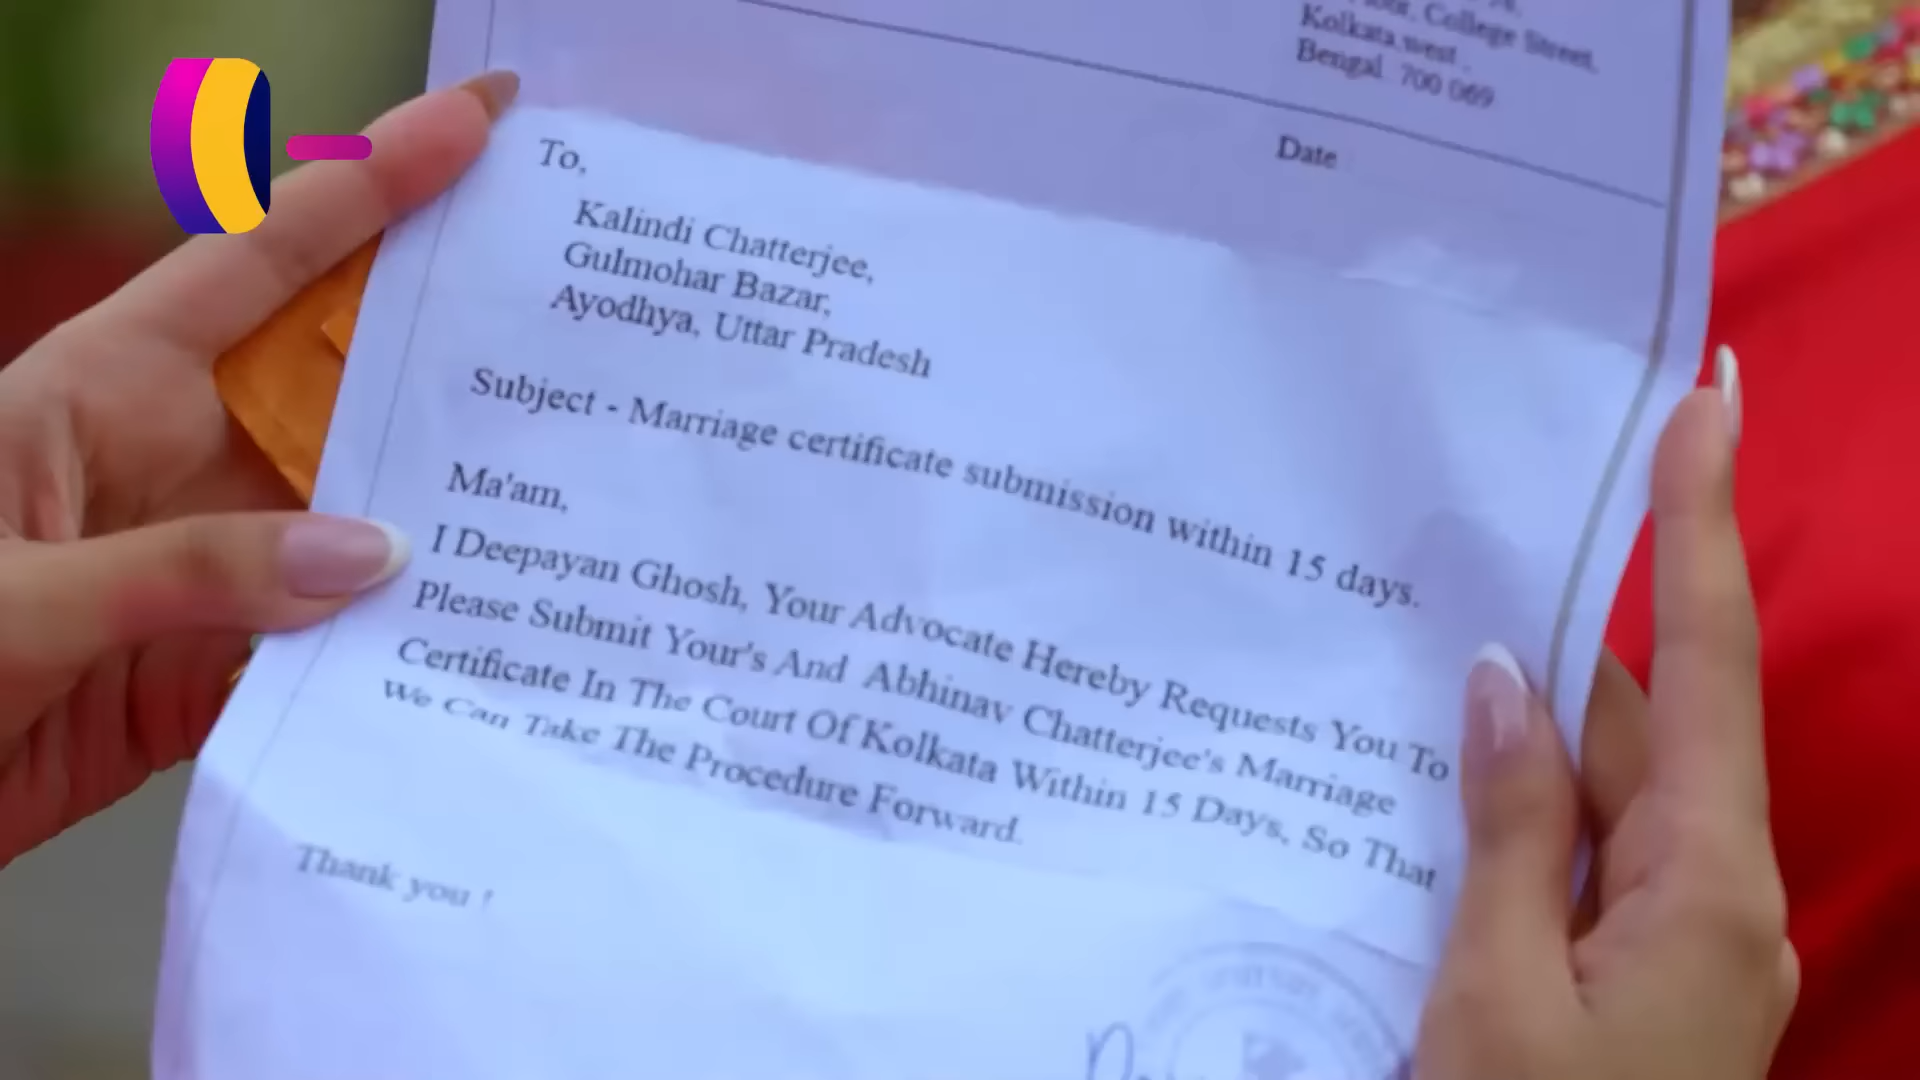 College Street,
Kolkata,west .
Bengal. 700 069
Date
To,
Kalindi Chatterjee,
Gulmohar Bazar,
Ayodhya, Uttar Pradesh
Subject - Marriage certificate submission within 15 days.
Ma'am,
I Deepayan Ghosh, Your Advocate Hereby Requests You To
Please Submit Your's And Abhinav Chatterjee's Marriage
Certificate In The Court Of Kolkata Within 15 Days, So That
We Can Take The Procedure Forward.
Thank you !